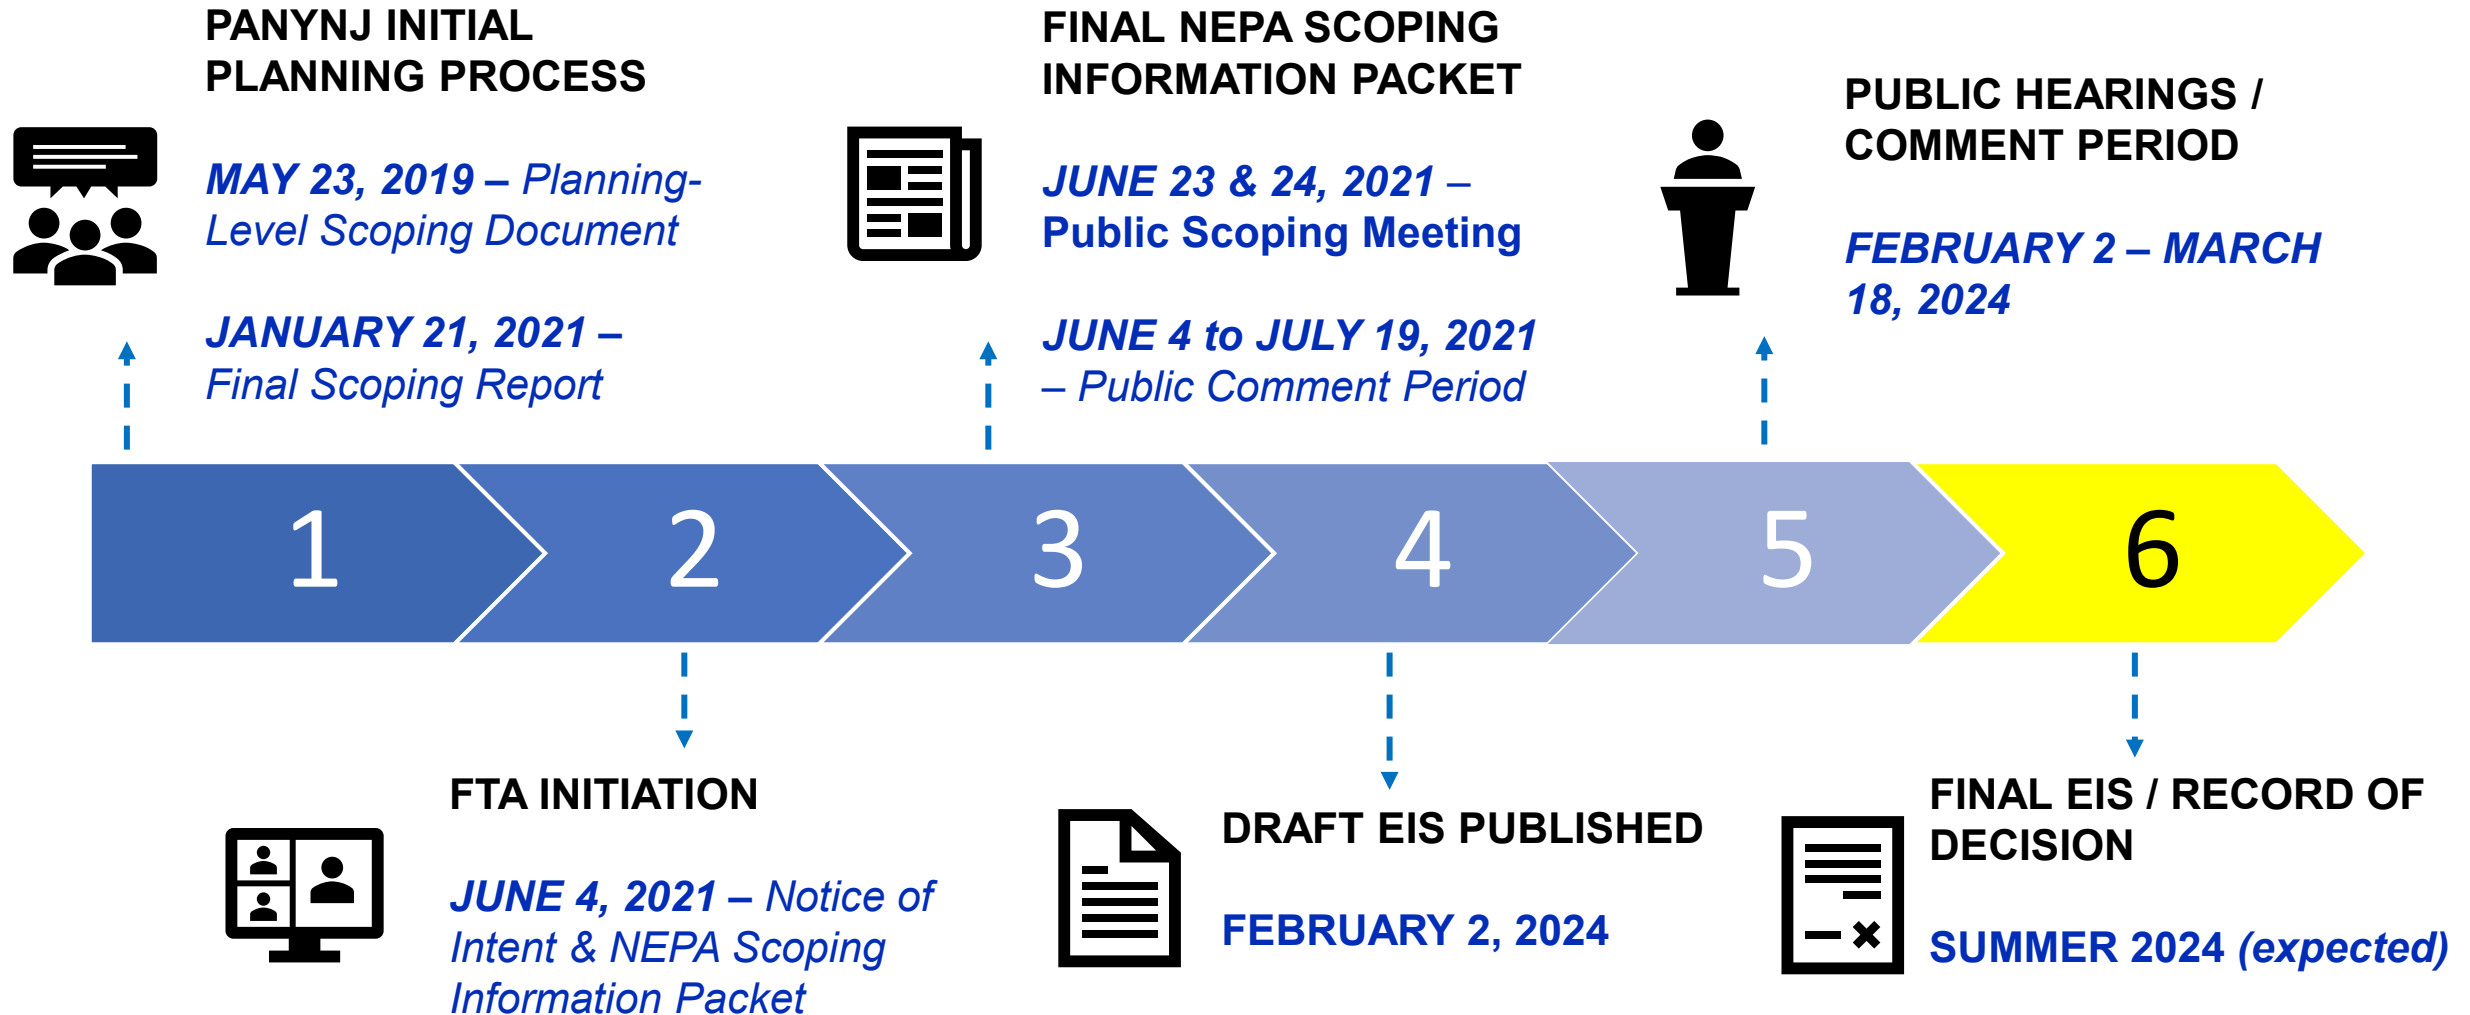 PANYNJ INITIAL
PLANNING PROCESS
MAY 23, 2019 – Planning-
Level Scoping Document
JANUARY 21, 2021 –
Final Scoping Report
FINAL NEPA SCOPING
INFORMATION PACKET
JUNE 23 & 24, 2021 –
Public Scoping Meeting
JUNE 4 to JULY 19, 2021
– Public Comment Period
PUBLIC HEARINGS /
COMMENT PERIOD
FEBRUARY 2 – MARCH
18, 2024
1
2
3
4
5
6
FTA INITIATION
JUNE 4, 2021 – Notice of
Intent & NEPA Scoping
Information Packet
DRAFT EIS PUBLISHED
FEBRUARY 2, 2024
FINAL EIS / RECORD OF
DECISION
SUMMER 2024 (expected)